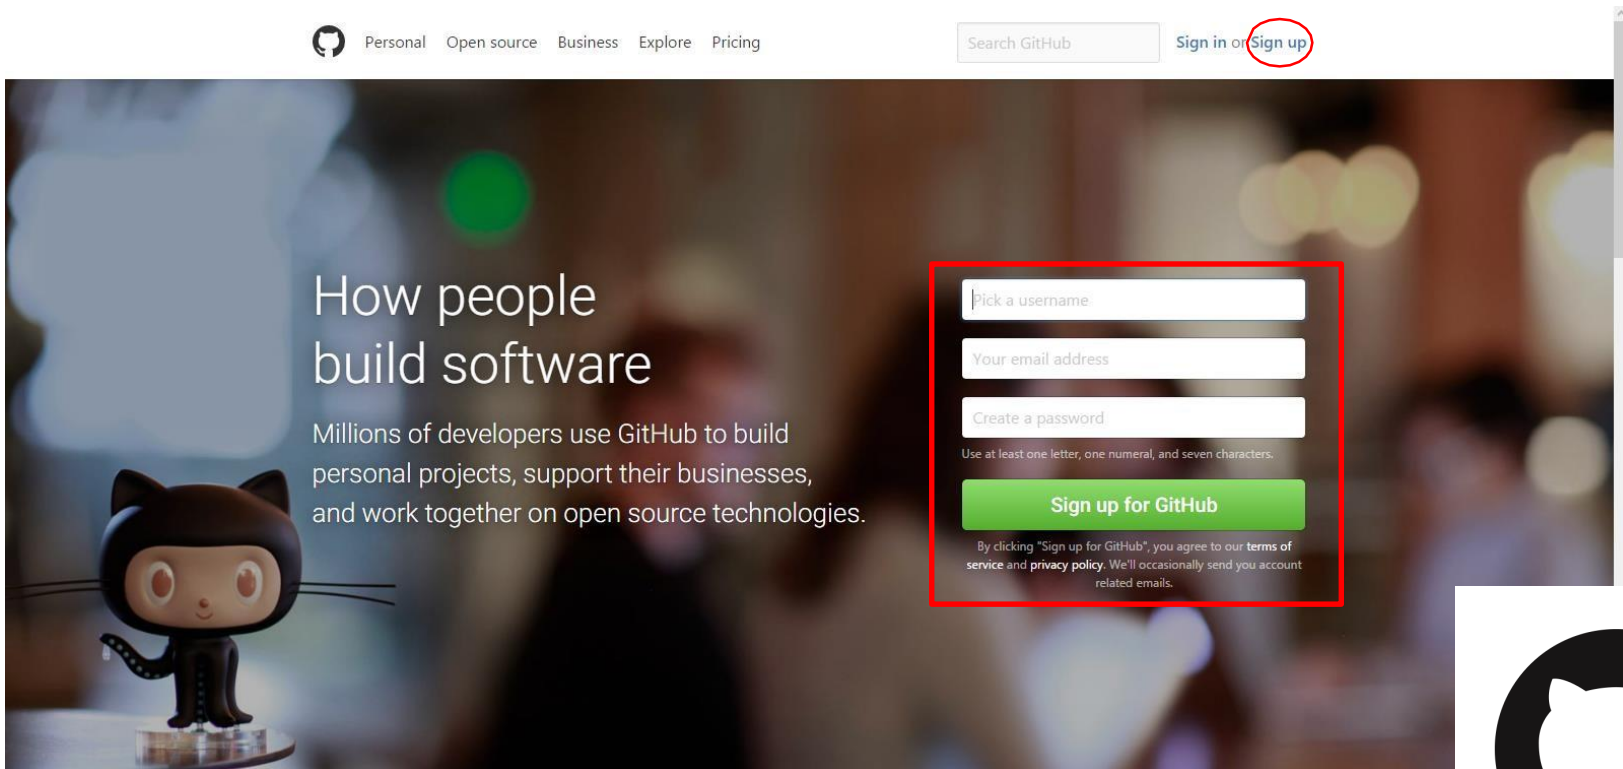 Personal Open source Business Explore Pricing Search GitHub Sign in or Sign up
How people
build software
Millions of developers use GitHub to build
personal projects, support their businesses,
and work together on open source technologies.
Pick a username
Your email address
Create a password
Use at least one letter, one numeral, and seven characters.
Sign up for GitHub
By clicking "Sign up for GitHub", you agree to our terms of
service and privacy policy. We'll occasionally send you account
related emails.